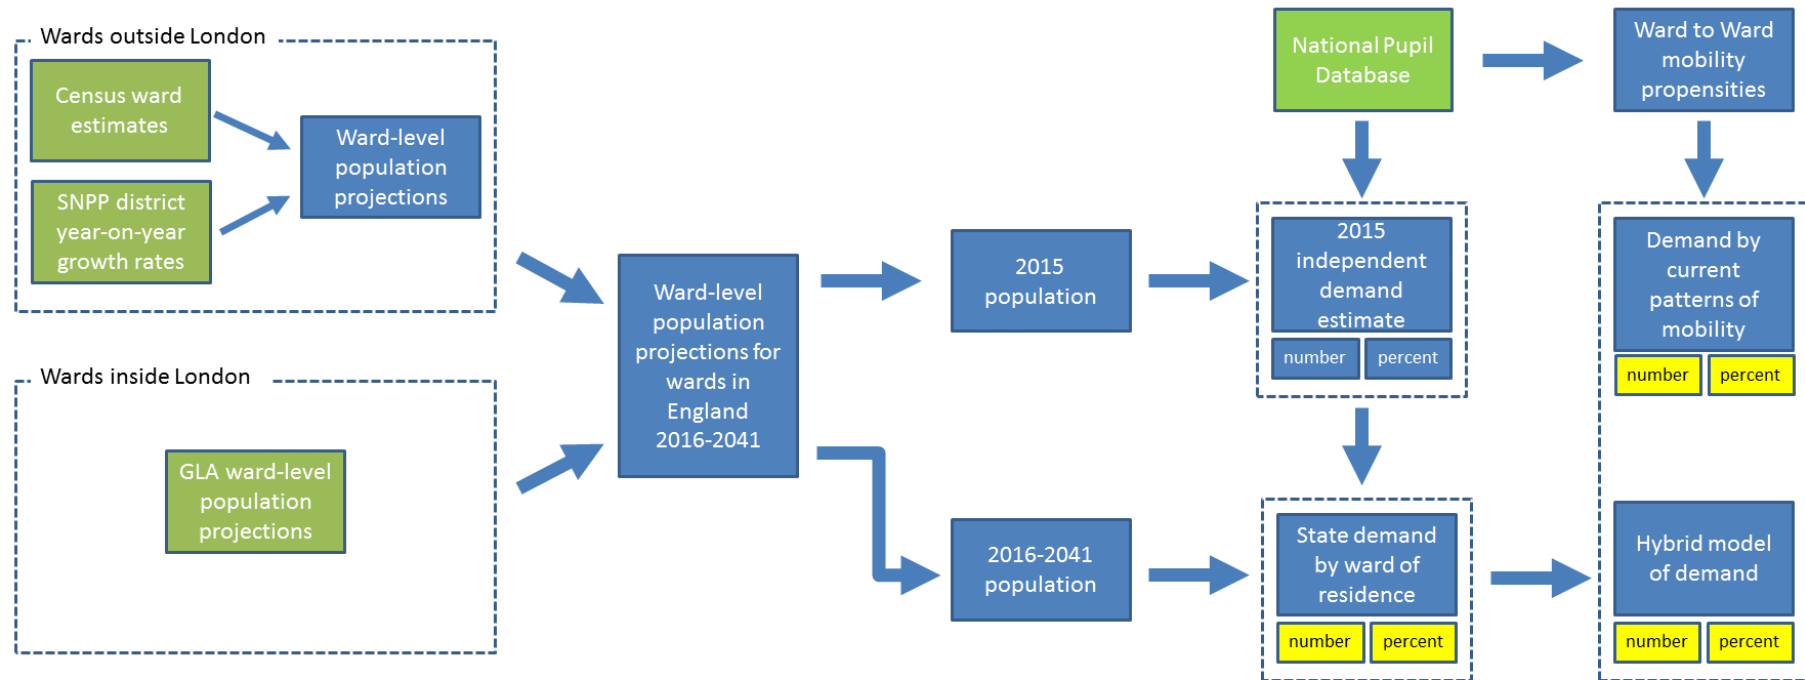 Wards outside London
Census ward
estimates
SNPP district
year-on-year
growth rates
Ward-level
population
projections
Wards inside London
GLA ward-level
population
projections
Ward-level
population
projections for
wards in
England
2016-2041
2015
population
2016-2041
population
National Pupil
Database
2015
independent
demand
estimate
number percent
State demand
by ward of
residence
number percent
Ward to Ward
mobility
propensities
Demand by
current
patterns of
mobility
number percent
Hybrid model
of demand
number percent